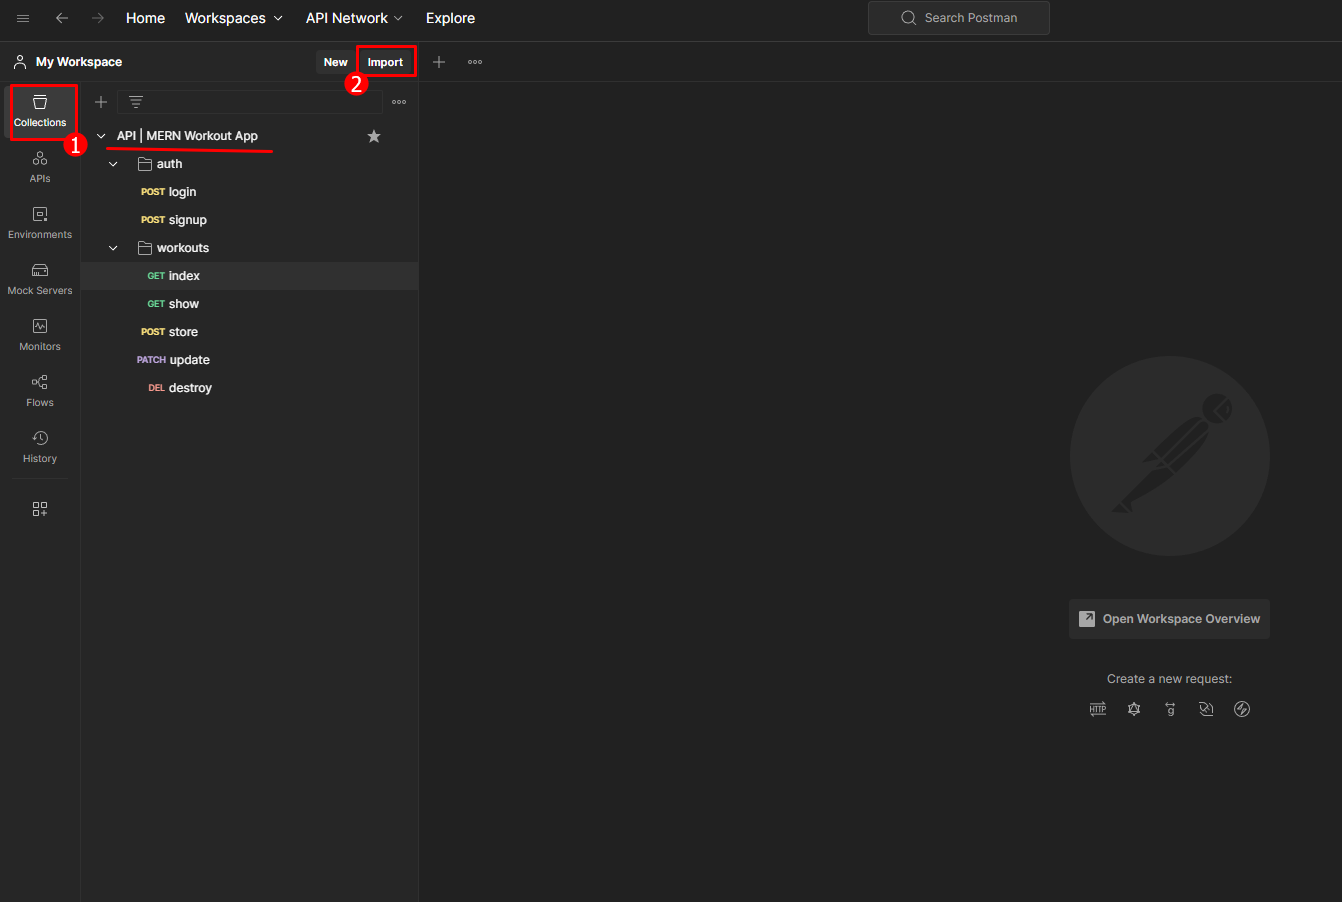 Home Workspaces API Network Explore Search Postman
My Workspace New Import
2
Collections
1
API | MERN Workout App
auth
APIs
POST login
POST signup
Environments
workouts
GET index
Mock Servers
GET show
POST store
Monitors
PATCH update
DEL destroy
Flows
History
Open Workspace Overview
Create a new request:
HTTP
g